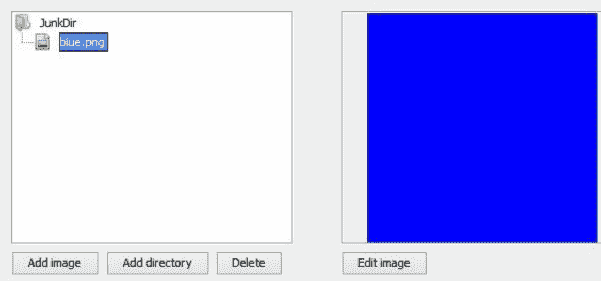 JunkDir
blue.png
Add image
Add directory
Delete
Edit image